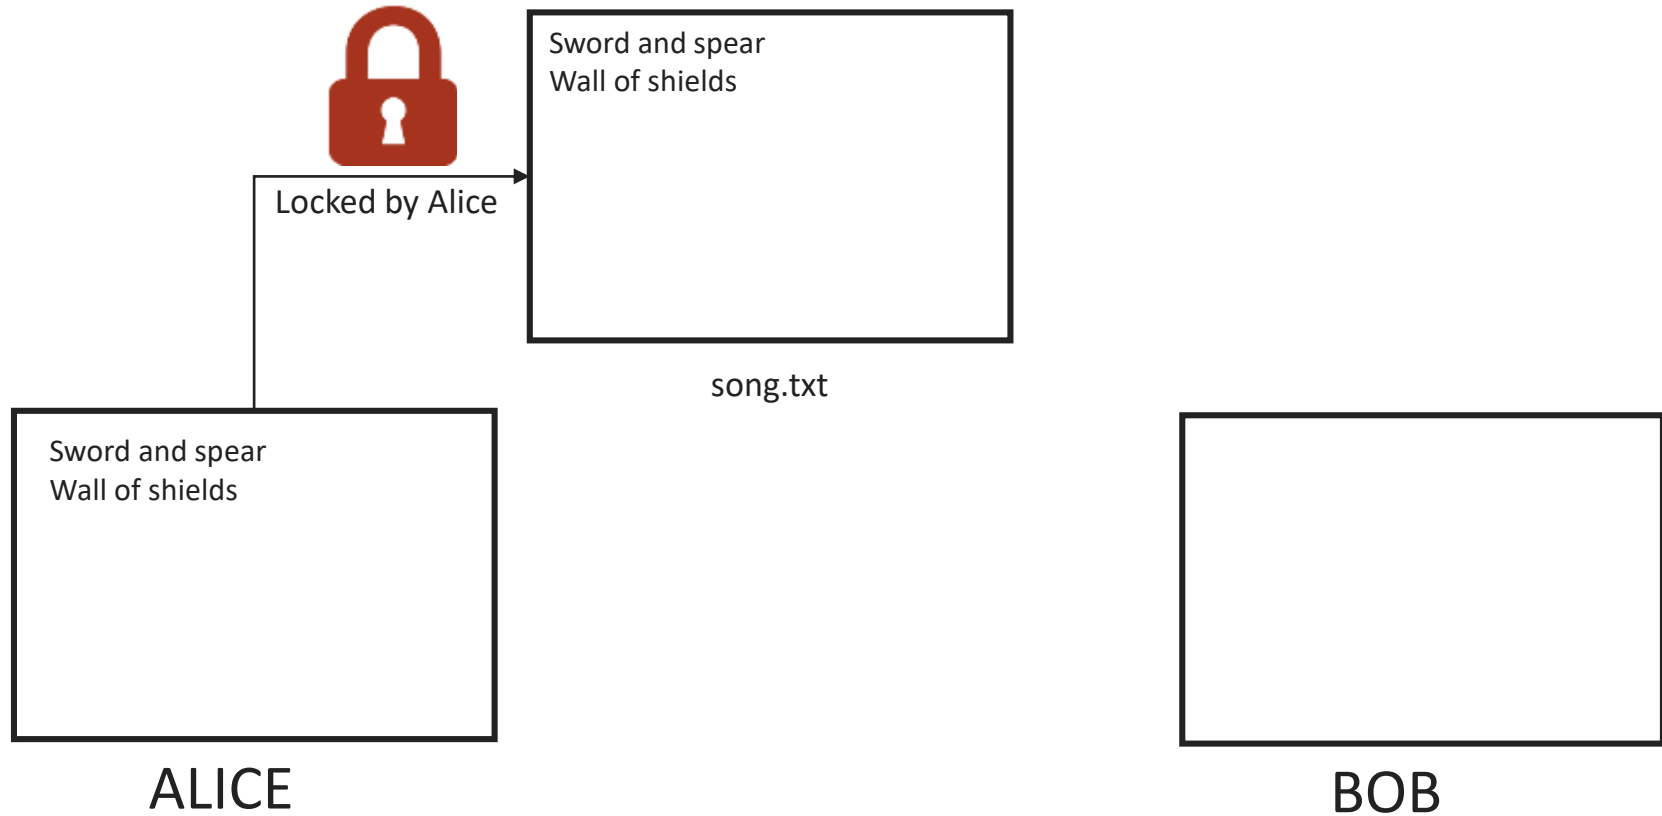 Sword and spear
Wall of shields
Locked by Alice
song.txt
Sword and spear
Wall of shields
ALICE
BOB